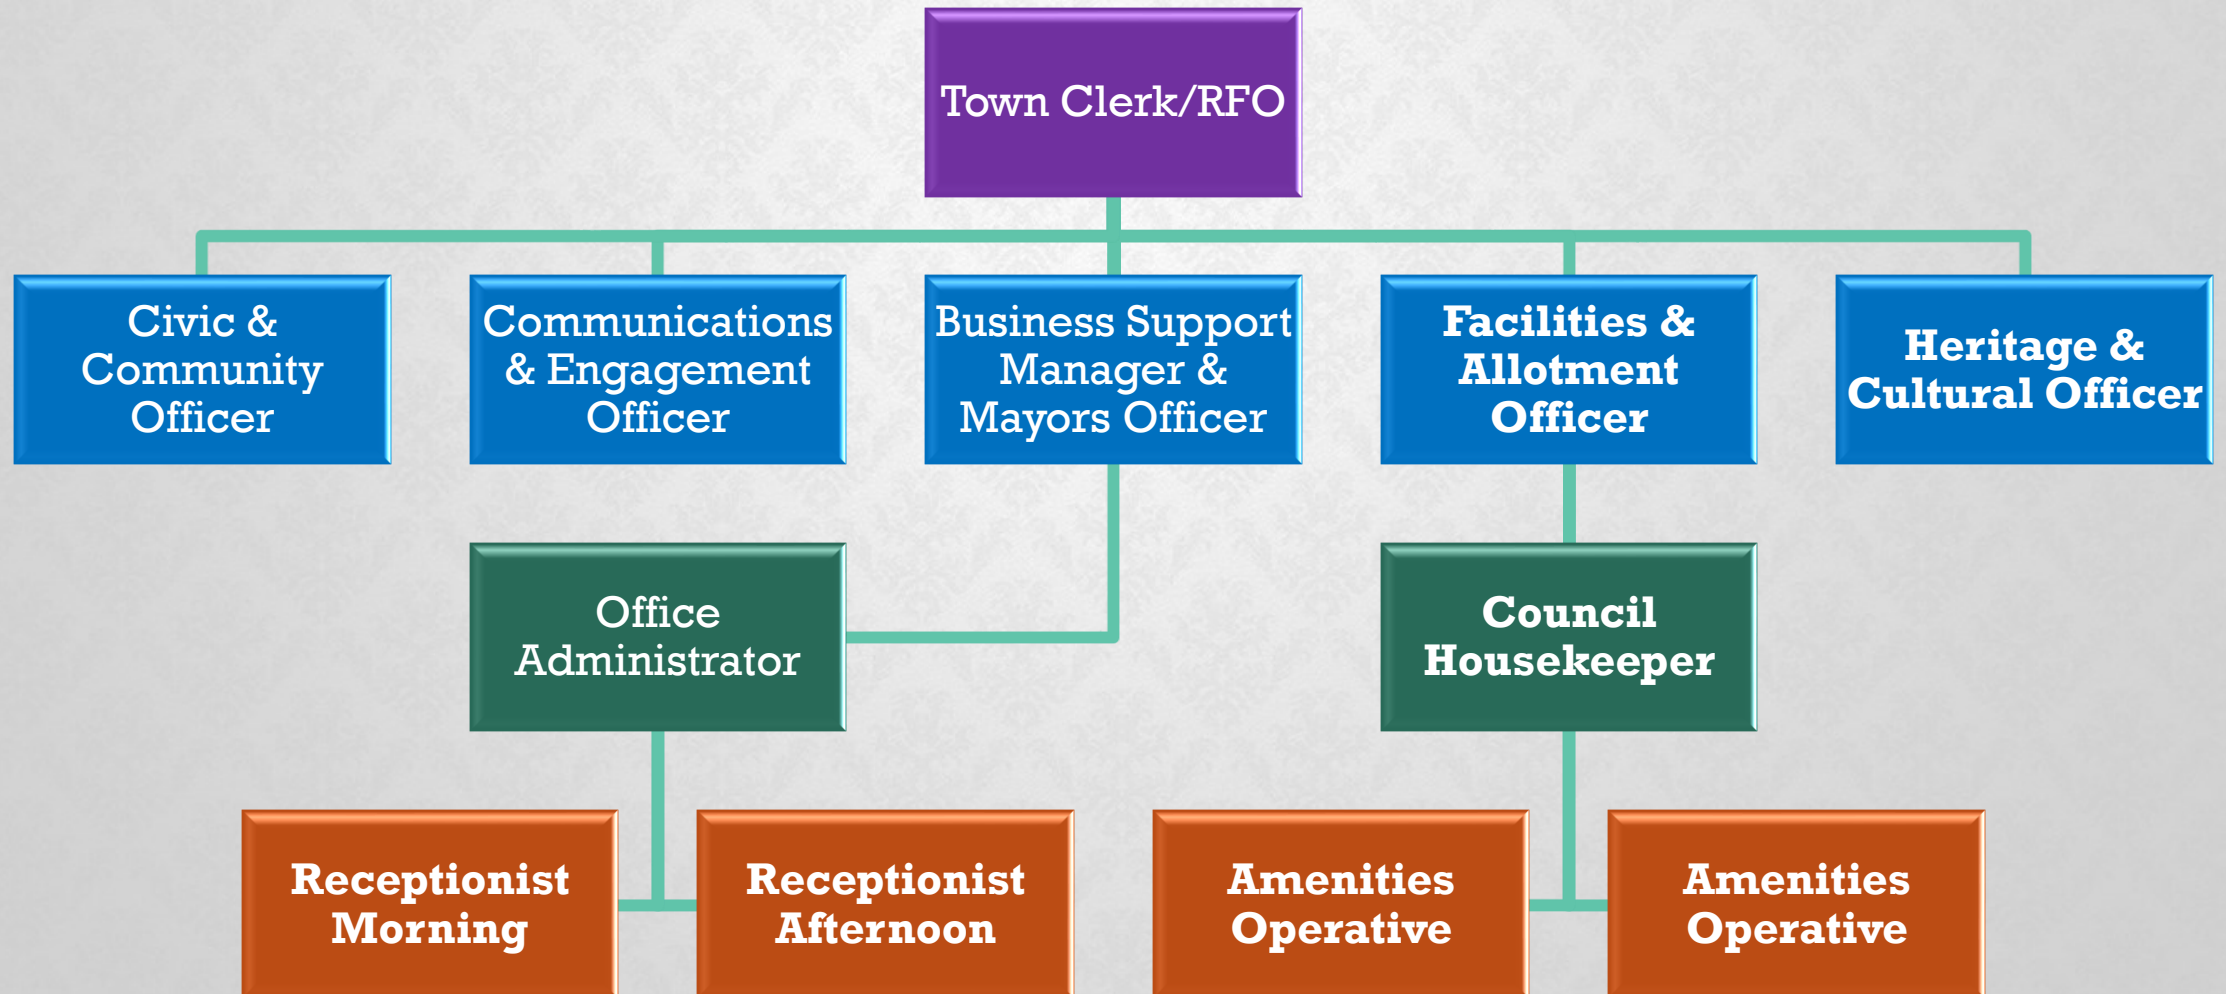 Town Clerk/RFO
Civic &
Community
Officer
Communications
& Engagement
Officer
Business Support
Manager &
Mayors Officer
Facilities &
Allotment
Officer
Heritage &
Cultural Officer
Office
Administrator
Council
Housekeeper
Receptionist
Morning
Receptionist
Afternoon
Amenities
Operative
Amenities
Operative